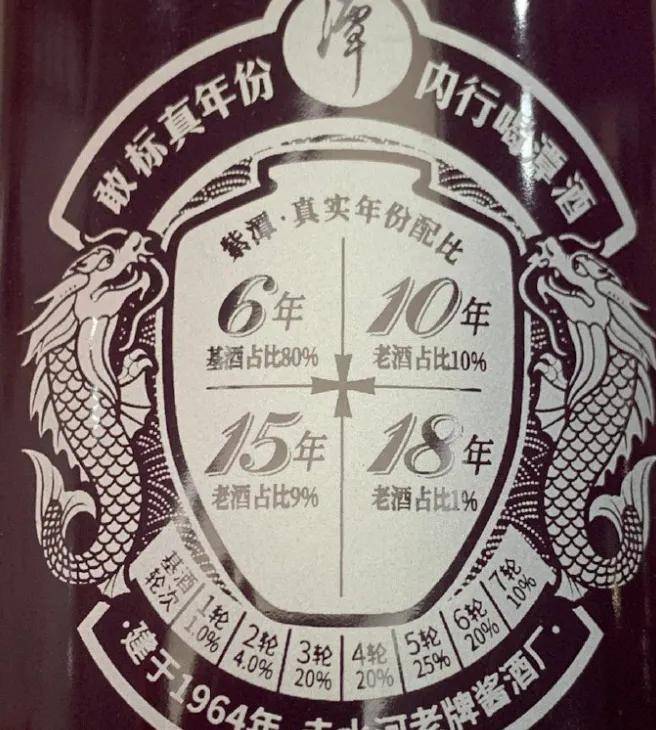 潭
敢标真年份 内行喝潭酒
紫潭·真实年份配比
6年 10年
基酒占比80% 老酒占比10%
15年 18年
老酒占比9% 老酒占比1%
基酒轮次 1轮 1.0% 2轮 4.0% 3轮 20% 4轮 20% 5轮 25% 6轮 20% 7轮 10%
·建于1964年 赤水河老牌酱酒厂·